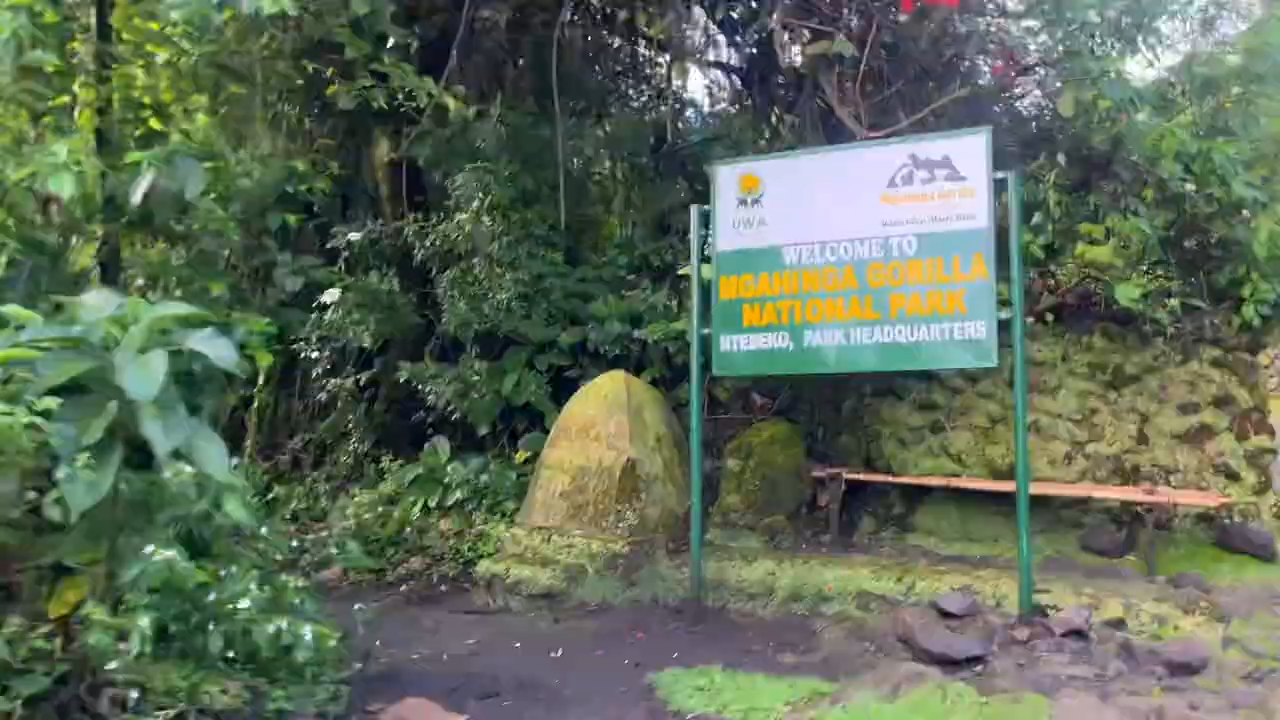 UWA
WELCOME TO
MGAHINGA GORILLA
NATIONAL PARK
NTEBEKO, PARK HEADQUARTERS